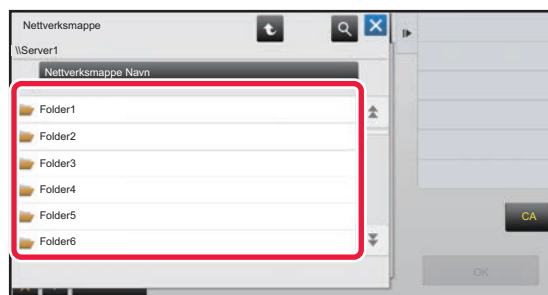 Nettverksmappe
\\Server1
Nettverksmappe Navn
Folder1
Folder2
Folder3
Folder4
Folder5
Folder6
CA
OK